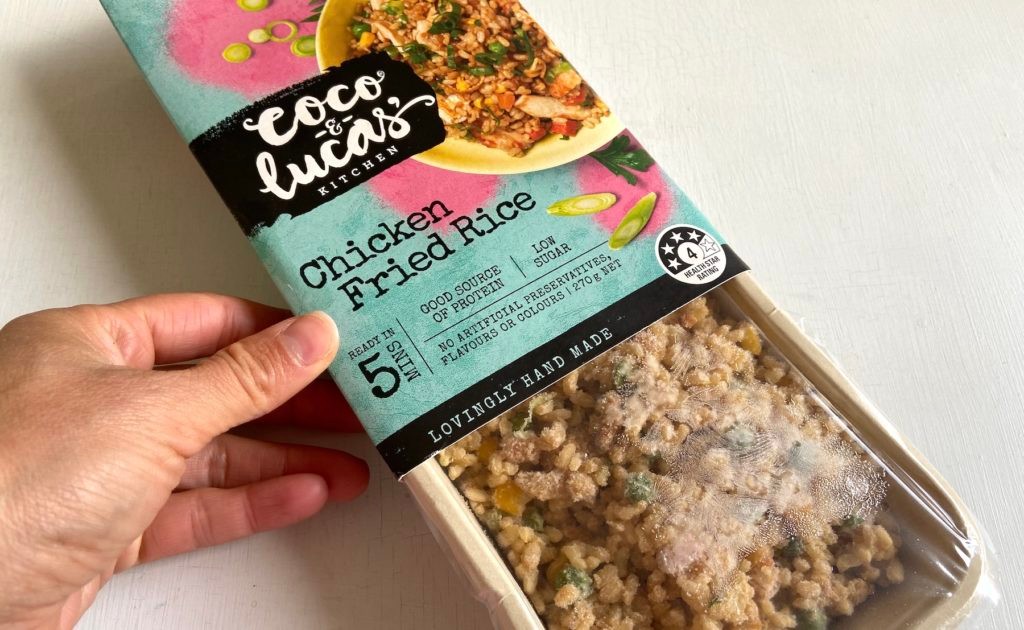 coco
&
lucas'
KITCHEN
Chicken
Fried Rice
READY IN
5 MINS
GOOD SOURCE
OF PROTEIN
LOW
SUGAR
NO ARTIFICIAL PRESERVATIVES,
FLAVOURS OR COLOURS | 270g NET
4
HEALTH STAR
RATING
LOVINGLY HAND MADE